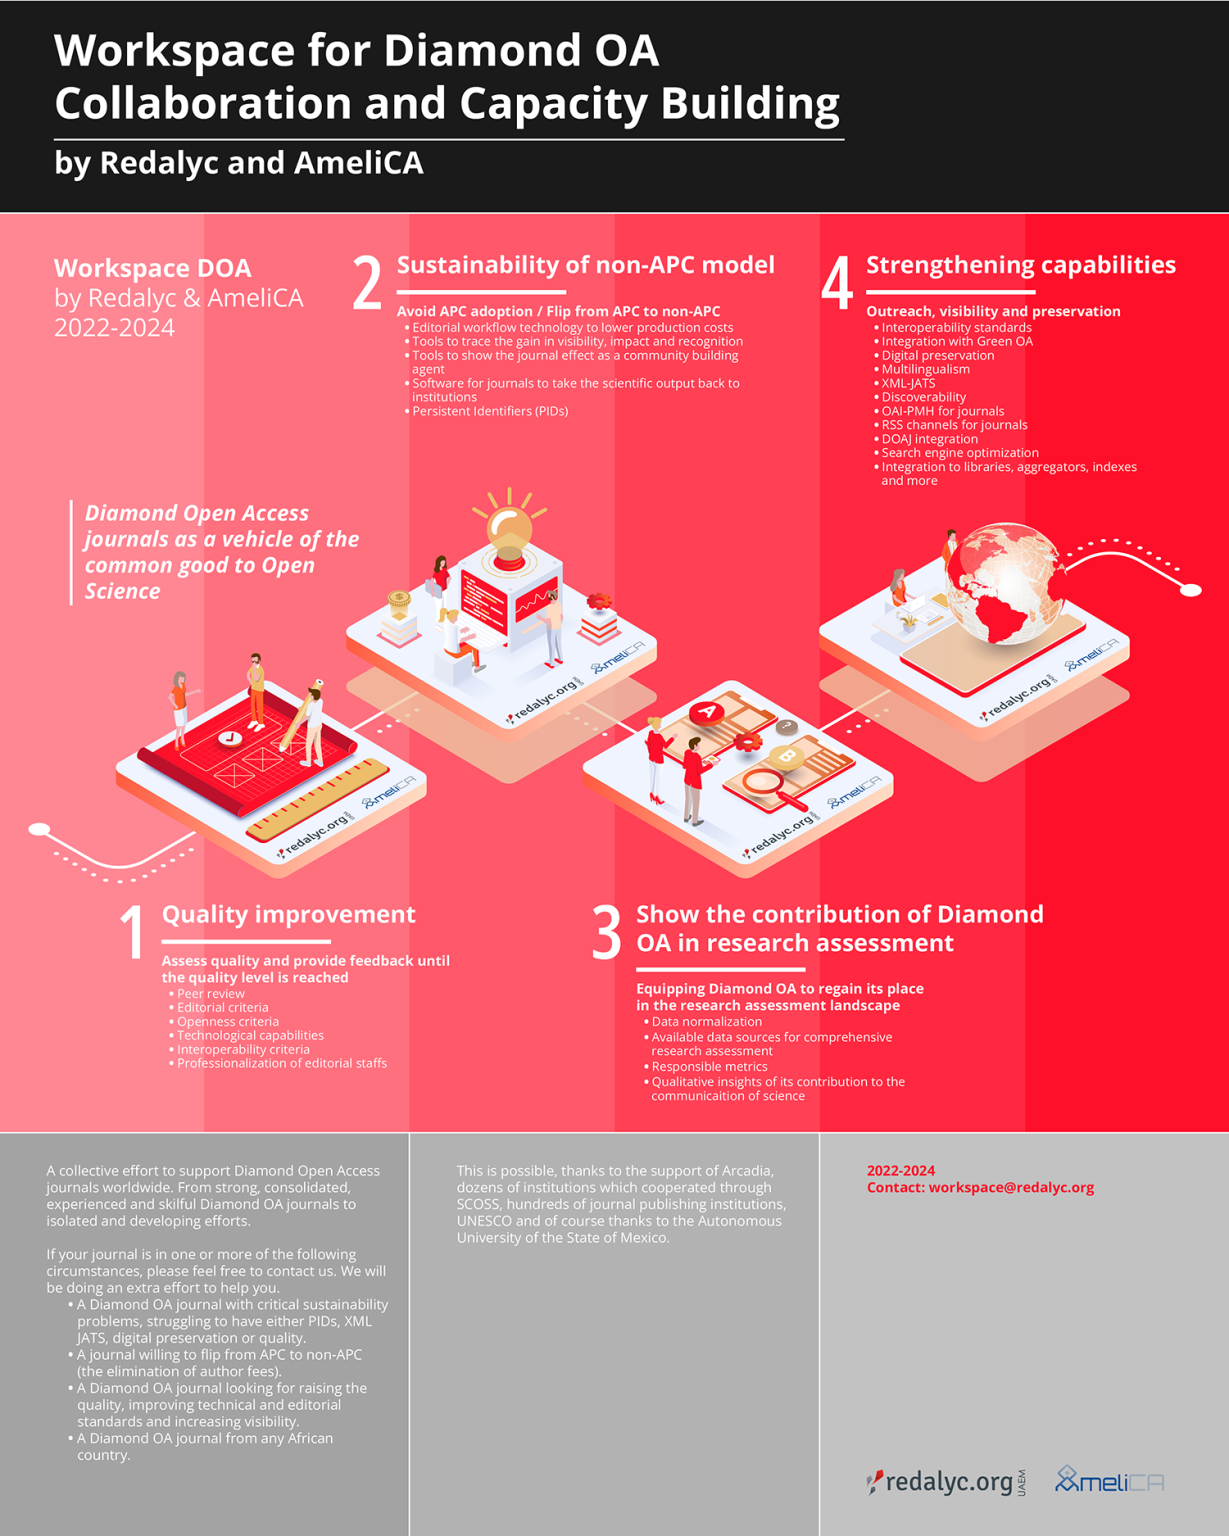 Workspace for Diamond OA
Collaboration and Capacity Building
by Redalyc and AmeliCA
Workspace DOA
by Redalyc & AmeliCA
2022-2024
Diamond Open Access
journals as a vehicle of the
common good to Open
Science
2
Sustainability of non-APC model
Avoid APC adoption / Flip from APC to non-APC
• Editorial workflow technology to lower production costs
• Tools to trace the gain in visibility, impact and recognition
• Tools to show the journal effect as a community building
agent
• Software for journals to take the scientific output back to
institutions
• Persistent Identifiers (PIDs)
4
Strengthening capabilities
Outreach, visibility and preservation
• Interoperability standards
• Integration with Green OA
• Digital preservation
• Multilingualism
• XML-JATS
• Discoverability
• OAI-PMH for journals
• RSS channels for journals
• DOAJ integration
• Search engine optimization
• Integration to libraries, aggregators, indexes
and more
$
AmeliCA
redalyc.org
AmeliCA
redalyc.org
A
?
B
AmeliCA
redalyc.org
AmeliCA
redalyc.org
1
Quality improvement
Assess quality and provide feedback until
the quality level is reached
• Peer review
• Editorial criteria
• Openness criteria
• Technological capabilities
• Interoperability criteria
• Professionalization of editorial staffs
3
Show the contribution of Diamond
OA in research assessment
Equipping Diamond OA to regain its place
in the research assessment landscape
• Data normalization
• Available data sources for comprehensive
research assessment
• Responsible metrics
• Qualitative insights of its contribution to the
communicaition of science
A collective effort to support Diamond Open Access
journals worldwide. From strong, consolidated,
experienced and skilful Diamond OA journals to
isolated and developing efforts.
If your journal is in one or more of the following
circumstances, please feel free to contact us. We will
be doing an extra effort to help you.
• A Diamond OA journal with critical sustainability
problems, struggling to have either PIDs, XML
JATS, digital preservation or quality.
• A journal willing to flip from APC to non-APC
(the elimination of author fees).
• A Diamond OA journal looking for raising the
quality, improving technical and editorial
standards and increasing visibility.
• A Diamond OA journal from any African
country.
This is possible, thanks to the support of Arcadia,
dozens of institutions which cooperated through
SCOSS, hundreds of journal publishing institutions,
UNESCO and of course thanks to the Autonomous
University of the State of Mexico.
2022-2024
Contact: workspace@redalyc.org
redalyc.org UAEM
AmeliCA